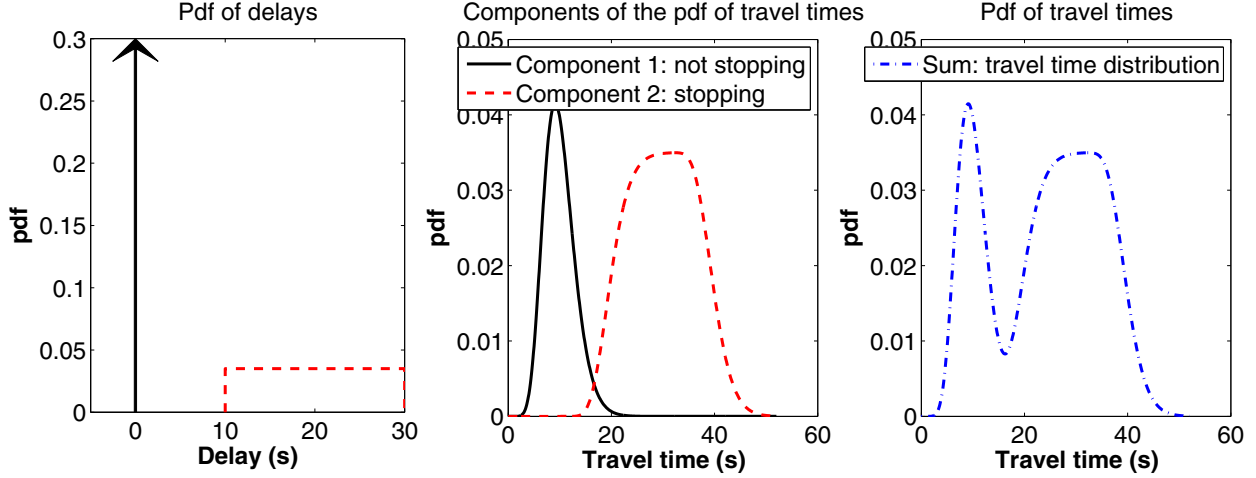 Pdf of delays
0.3
0.25
0.2
0.15
0.1
0.05
0
0
10
20
30
Delay (s)
pdf
Components of the pdf of travel times
Component 1: not stopping
Component 2: stopping
0.05
0.04
0.03
0.02
0.01
0
0
20
40
60
Travel time (s)
pdf
Pdf of travel times
Sum: travel time distribution
0.05
0.04
0.03
0.02
0.01
0
0
20
40
60
Travel time (s)
pdf